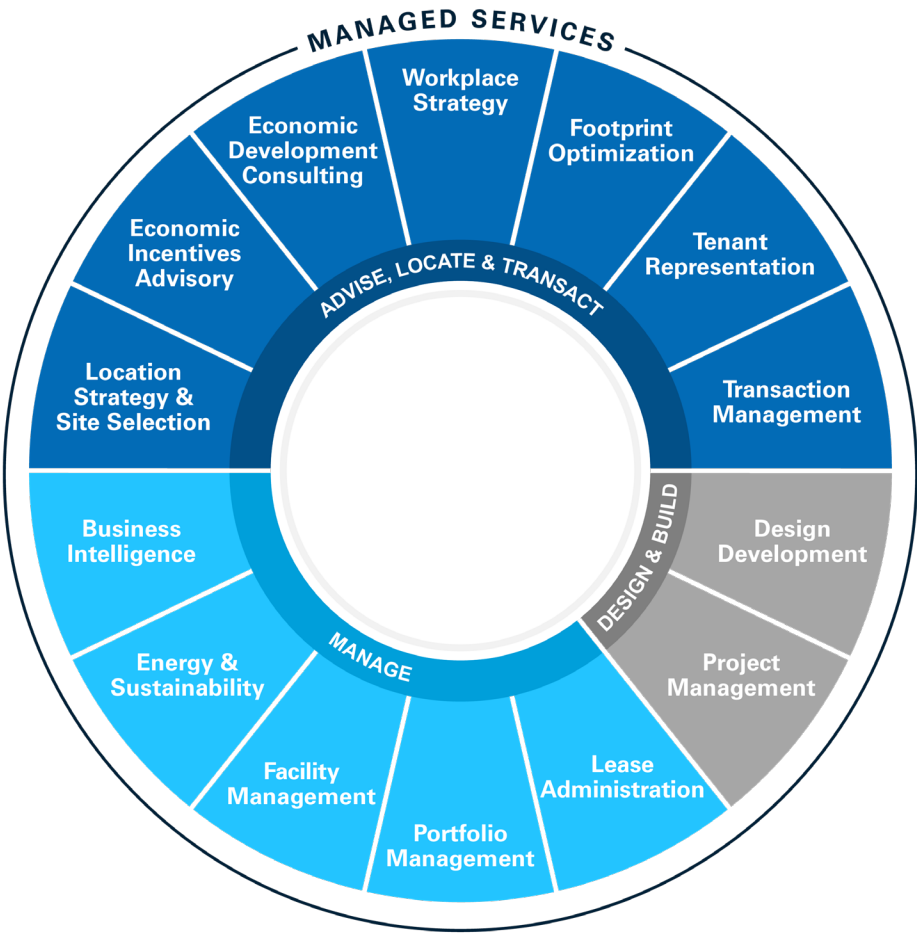 MANAGED SERVICES
Workplace
Strategy
Footprint
Optimization
Tenant
Representation
Transaction
Management
Design
Development
Project
Management
Lease
Administration
Portfolio
Management
Facility
Management
Energy &
Sustainability
Business
Intelligence
Location
Strategy &
Site Selection
Economic
Incentives
Advisory
Economic
Development
Consulting
ADVISE, LOCATE & TRANSACT
DESIGN & BUILD
MANAGE